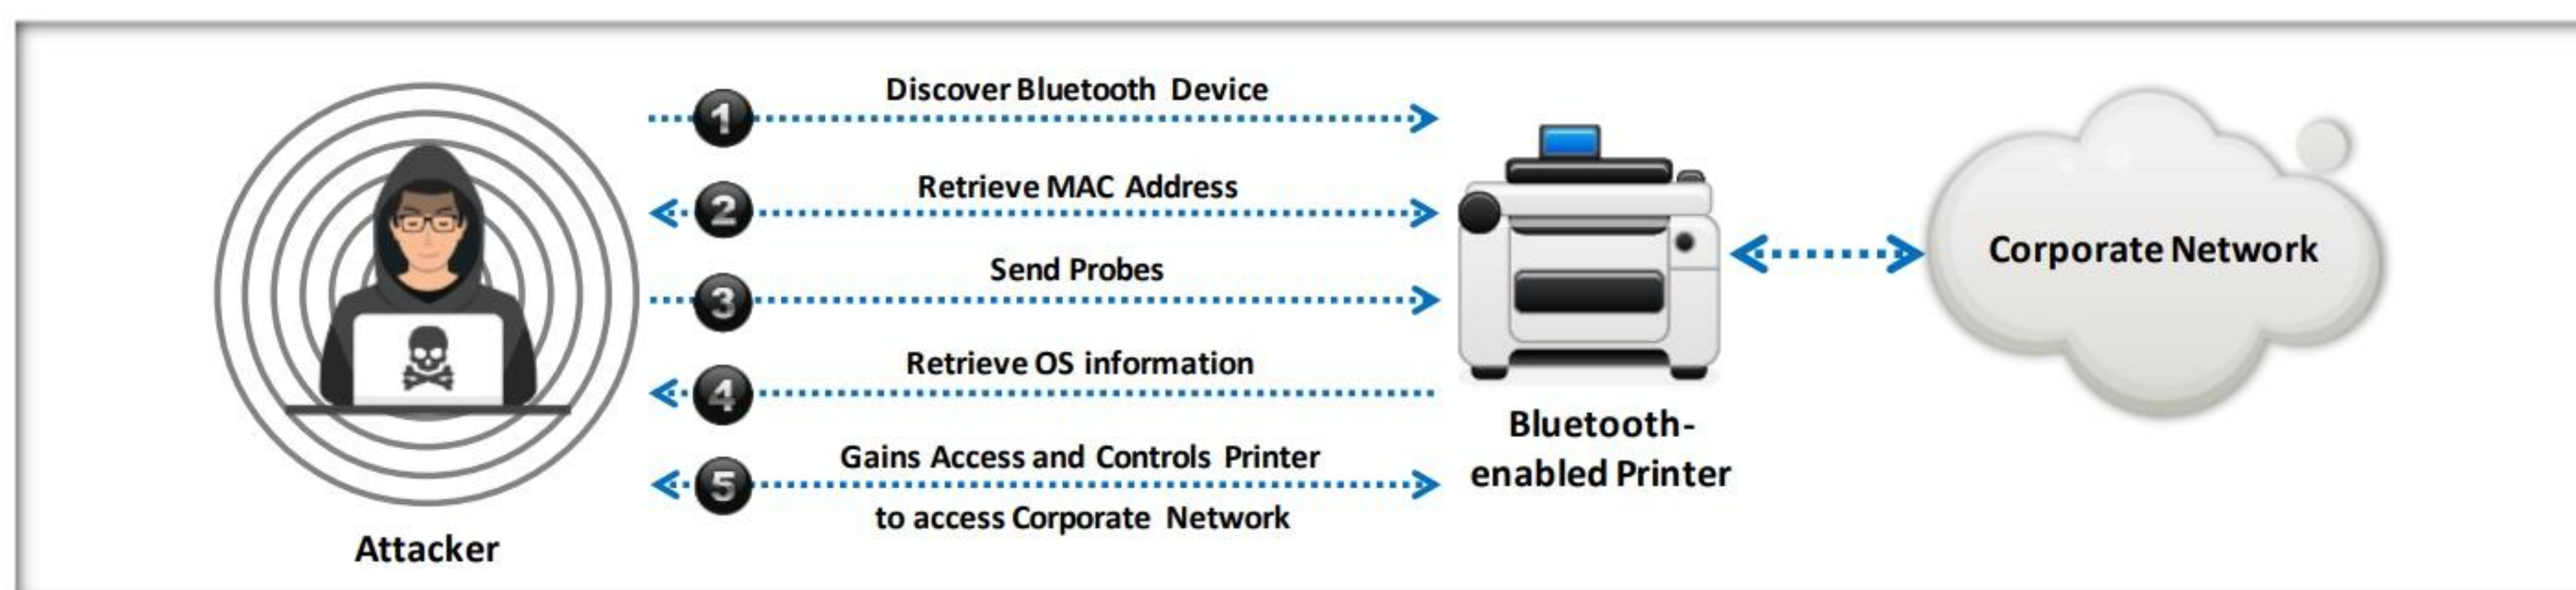 1
Discover Bluetooth Device
2
Retrieve MAC Address
3
Send Probes
4
Retrieve OS information
5
Gains Access and Controls Printer
to access Corporate Network
Attacker
Bluetooth-
enabled Printer
Corporate Network